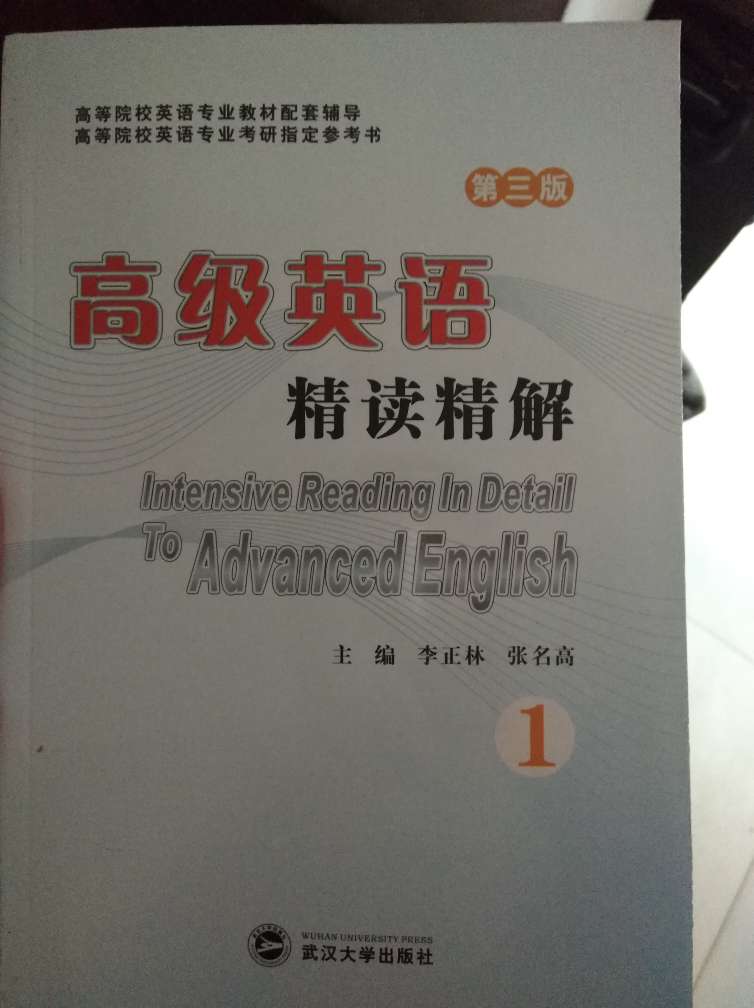 高等院校英语专业教材配套辅导
高等院校英语专业考研指定参考书
第三版
高级英语
精读精解
Intensive Reading In Detail
To Advanced English
主 编 李正林 张名高
1
WUHAN UNIVERSITY PRESS
武汉大学出版社